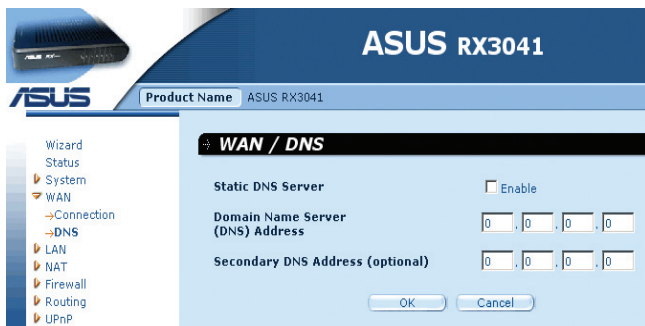 ASUS RX3041
ASUS
Product Name ASUS RX3041
Wizard
Status
System
WAN
→Connection
→DNS
LAN
NAT
Firewall
Routing
UPnP
WAN / DNS
Static DNS Server Enable
Domain Name Server
(DNS) Address 0 . 0 . 0 . 0
Secondary DNS Address (optional) 0 . 0 . 0 . 0
OK Cancel